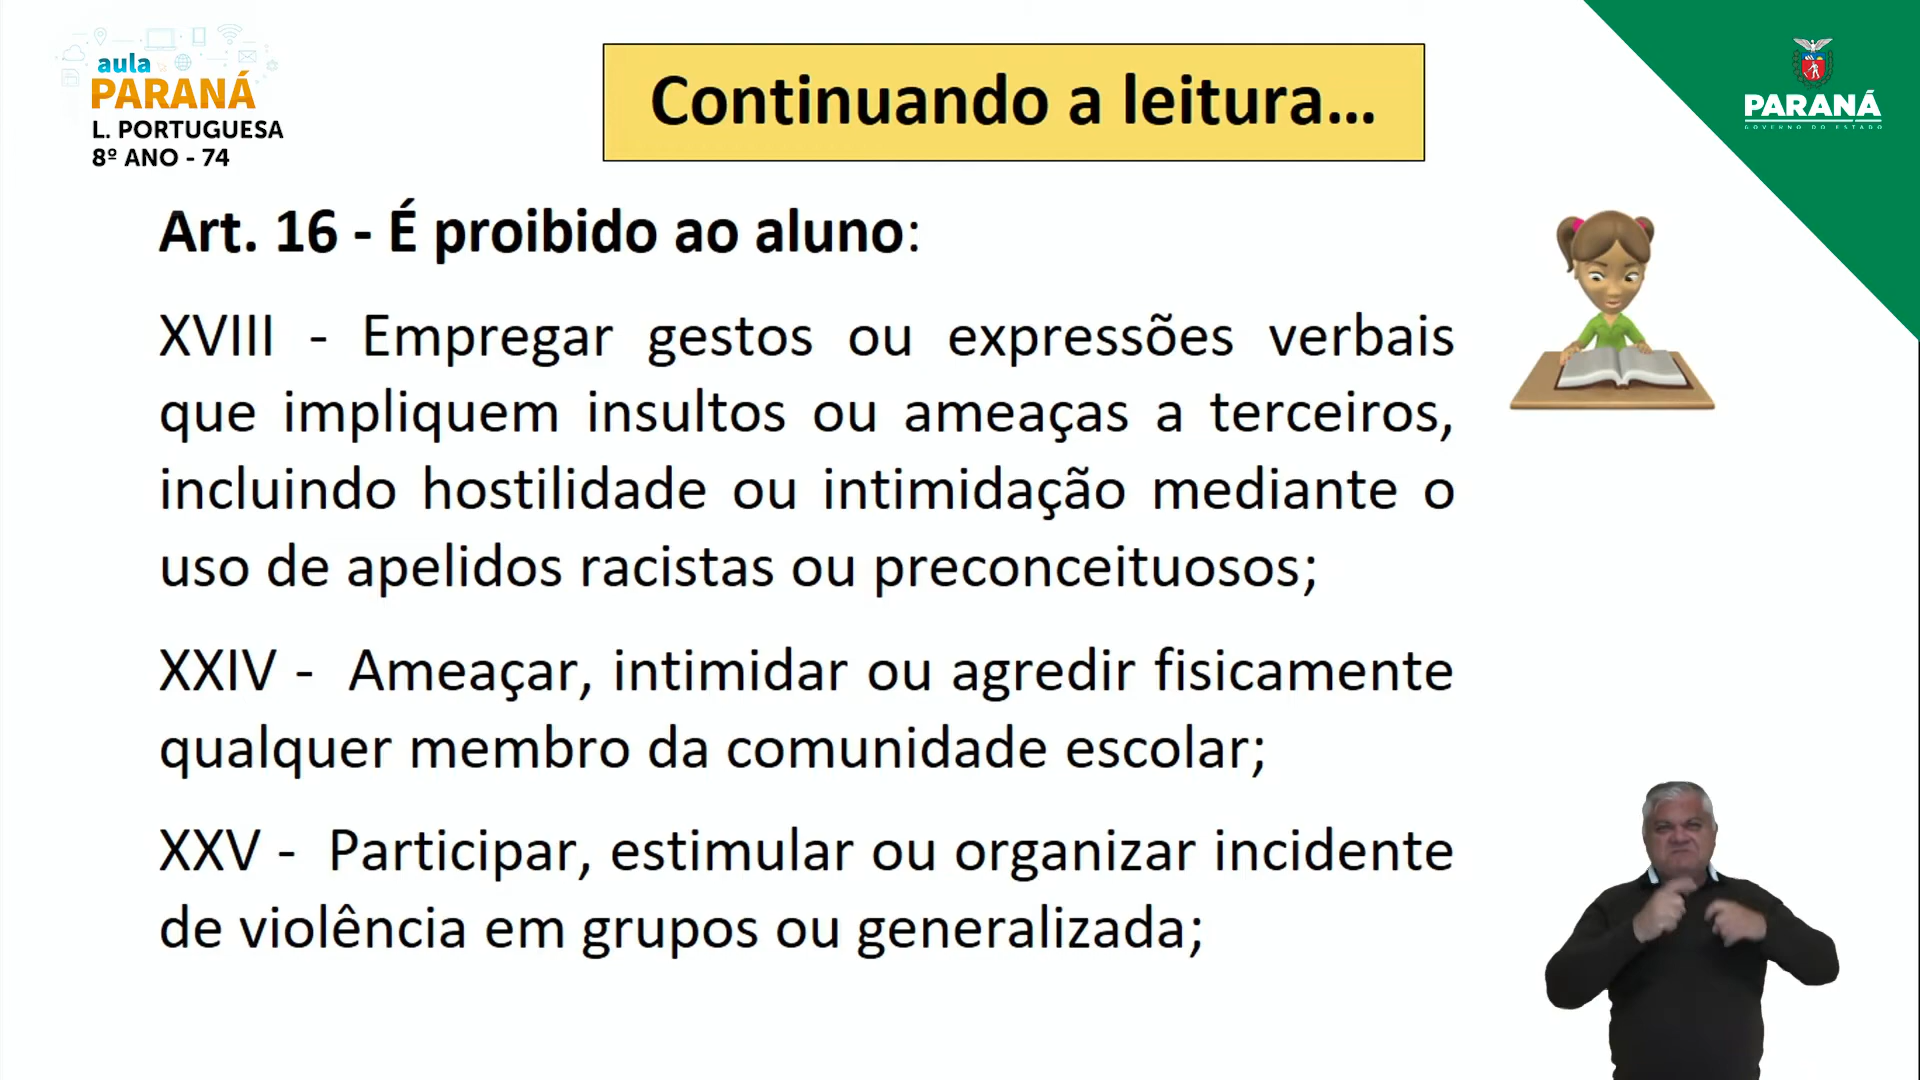 aula
PARANÁ
L. PORTUGUESA
8º ANO - 74
Continuando a leitura...
PARANÁ
GOVERNO DO ESTADO
Art. 16 - É proibido ao aluno:
XVIII - Empregar gestos ou expressões verbais
que impliquem insultos ou ameaças a terceiros,
incluindo hostilidade ou intimidação mediante o
uso de apelidos racistas ou preconceituosos;
XXIV - Ameaçar, intimidar ou agredir fisicamente
qualquer membro da comunidade escolar;
XXV - Participar, estimular ou organizar incidente
de violência em grupos ou generalizada;